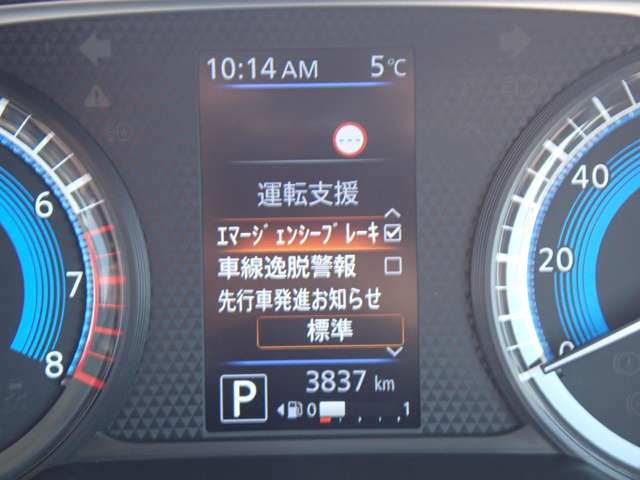 10:14 AM 5℃
---
運転支援
エマージェンシーブレーキ
車線逸脱警報
先行車発進お知らせ
標準
P 3837 km
0 1
6
7
8
40
20
0